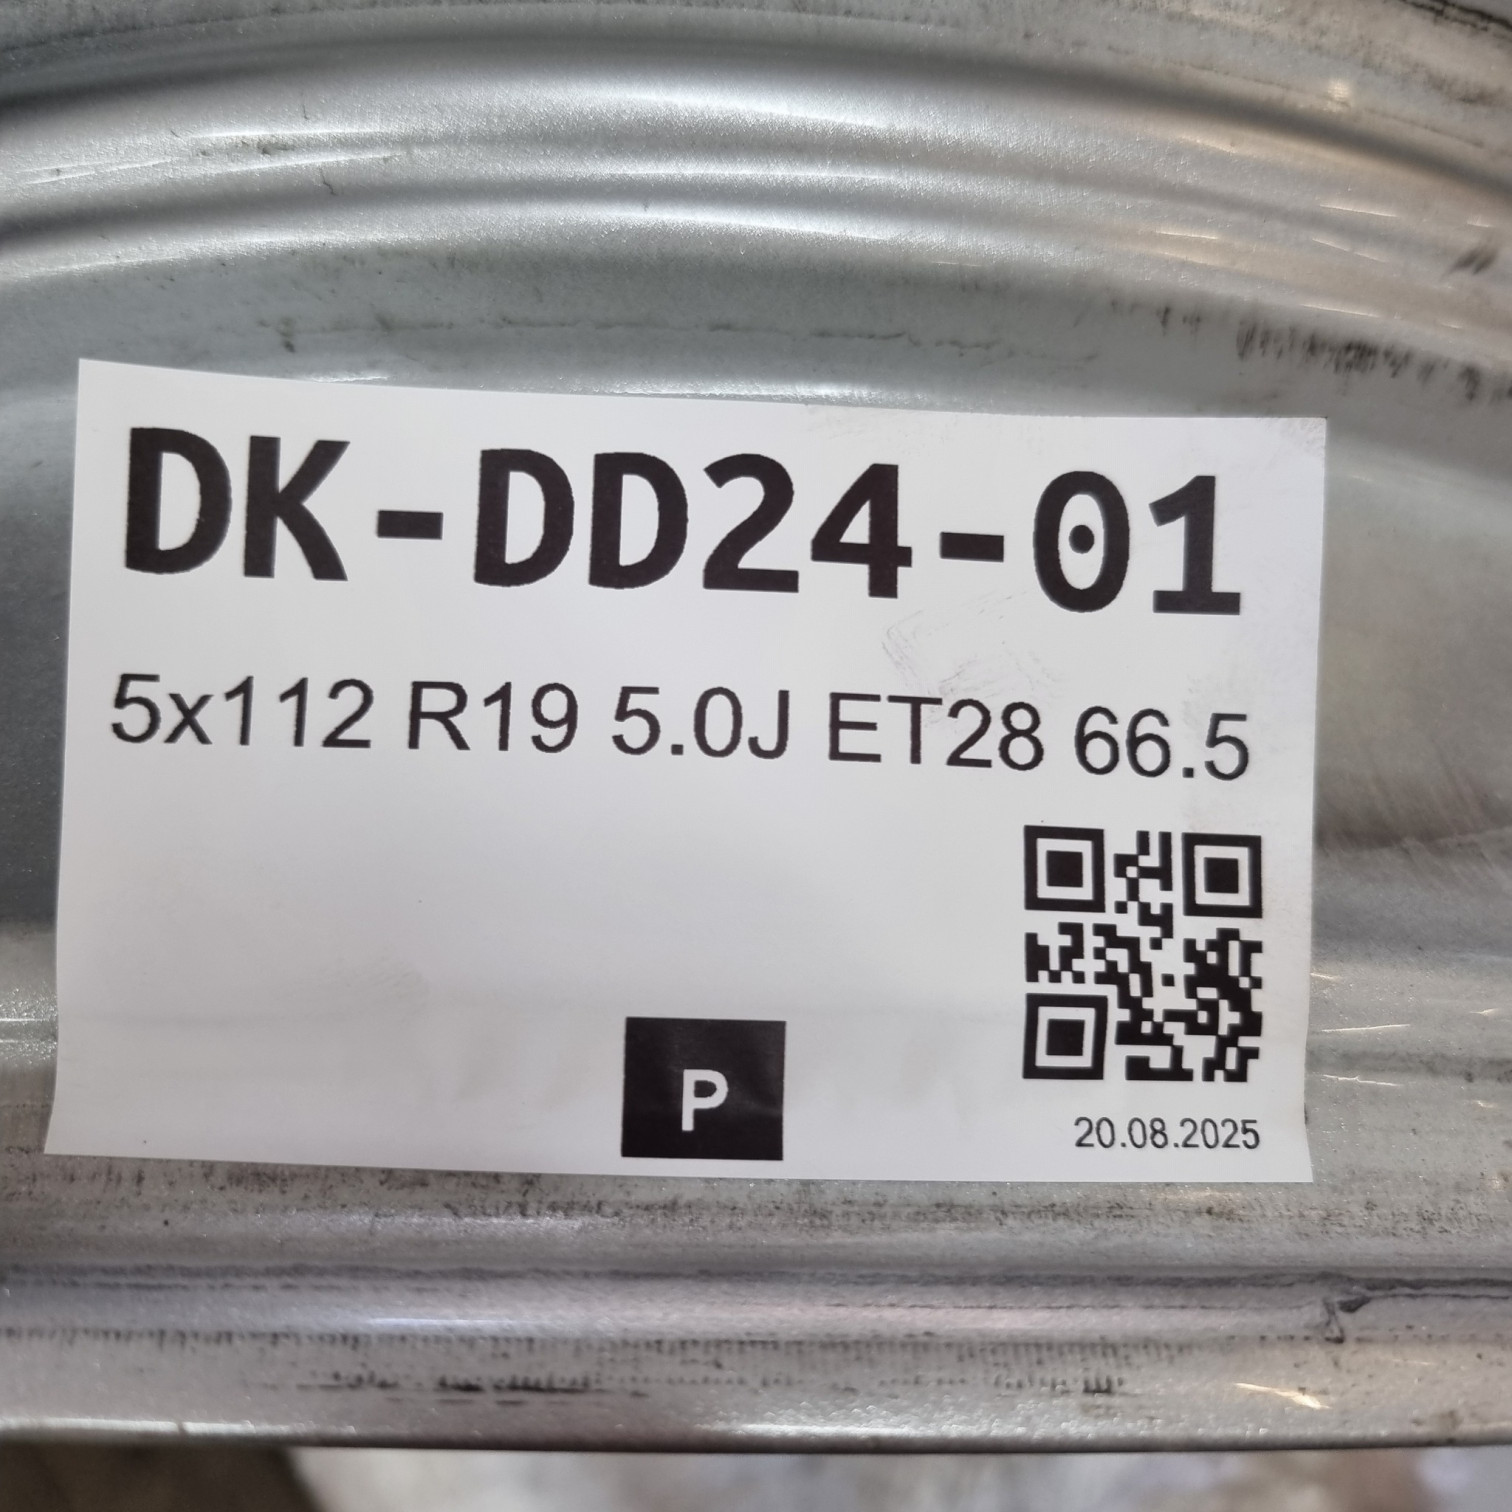 DK-DD24-01
5x112 R19 5.0J ET28 66.5
P
20.08.2025